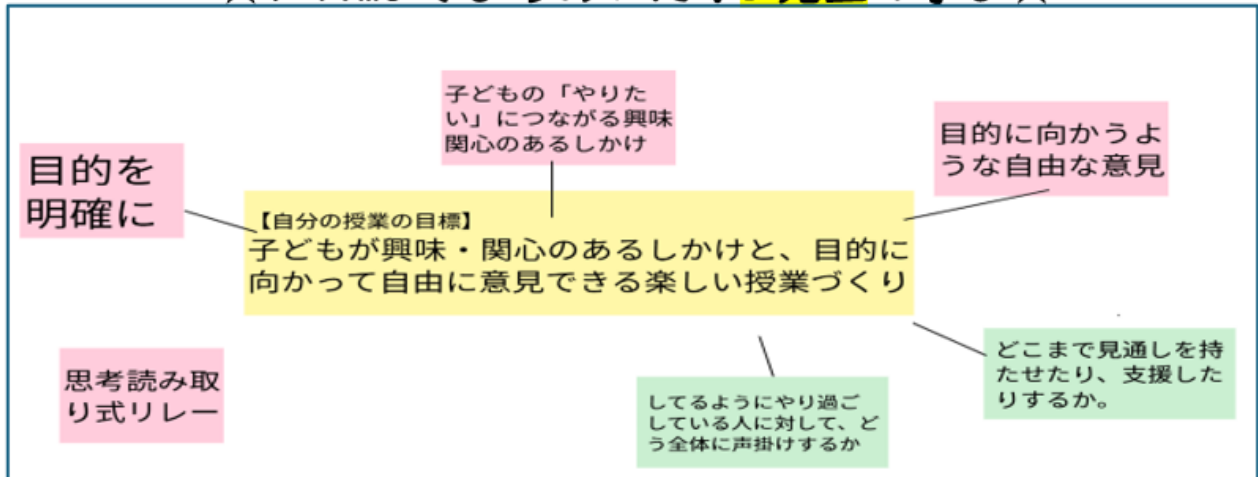 子どもの「やりた
い」につながる興味
関心のあるしかけ
目的に向かうよ
うな自由な意見
目的を
明確に
【自分の授業の目標】
子どもが興味・関心のあるしかけと、目的に
向かって自由に意見できる楽しい授業づくり
どこまで見通しを持
たせたり、支援した
りするか。
思考読み取
り式リレー
してるようにやり過ご
している人に対して、ど
う全体に声掛けするか